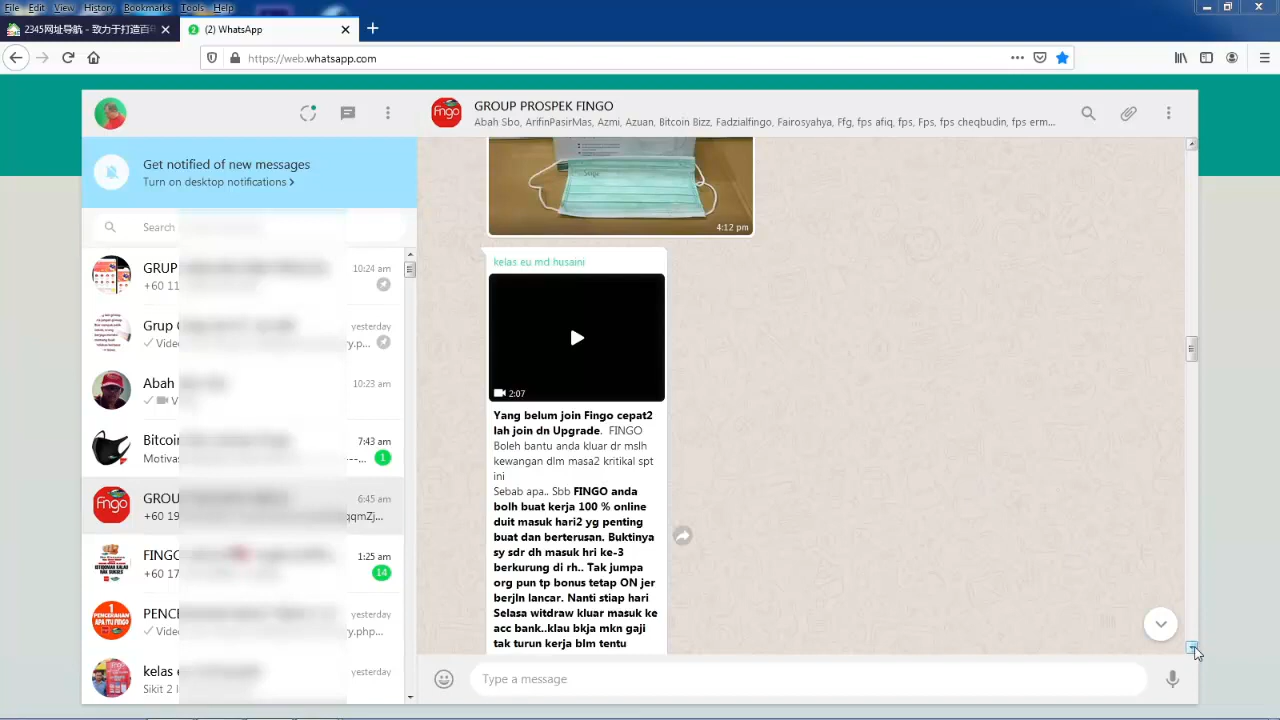 File Edit View History Bookmarks Tools Help
2345网址导航 - 致力于打造百
(2) WhatsApp
https://web.whatsapp.com
GROUP PROSPEK FINGO
Abah Sbo, ArifinPasirMas, Azmi, Azuan, Bitcoin Bizz, Fadzialfingo, Fairosyahya, Ffg, fps afiq, fps, Fps, fps cheqbudin, fps erm...
Get notified of new messages
Turn on desktop notifications
Search
GRUP
10:24 am
+60 11
Grup
yesterday
Video
ry.p...
Abah
10:23 am
Bitcoin
7:43 am
Motivas
1
GROU
6:45 am
+60 19
qqmZj...
FINGO
1:25 am
+60 17
14
PENCE
yesterday
Video
ry.php...
kelas e
yesterday
Sikit 2 l
4:12 pm
kelas eu md husaini
2:07
Yang belum join Fingo cepat2
lah join dn Upgrade. FINGO
Boleh bantu anda kluar dr mslh
kewangan dlm masa2 kritikal spt
ini
Sebab apa.. Sbb FINGO anda
bolh buat kerja 100 % online
duit masuk hari2 yg penting
buat dan berterusan. Buktinya
sy sdr dh masuk hri ke-3
berkurung di rh.. Tak jumpa
org pun tp bonus tetap ON jer
berjln lancar. Nanti stiap hari
Selasa witdraw kluar masuk ke
acc bank..klau bkja mkn gaji
tak turun kerja blm tentu
Type a message